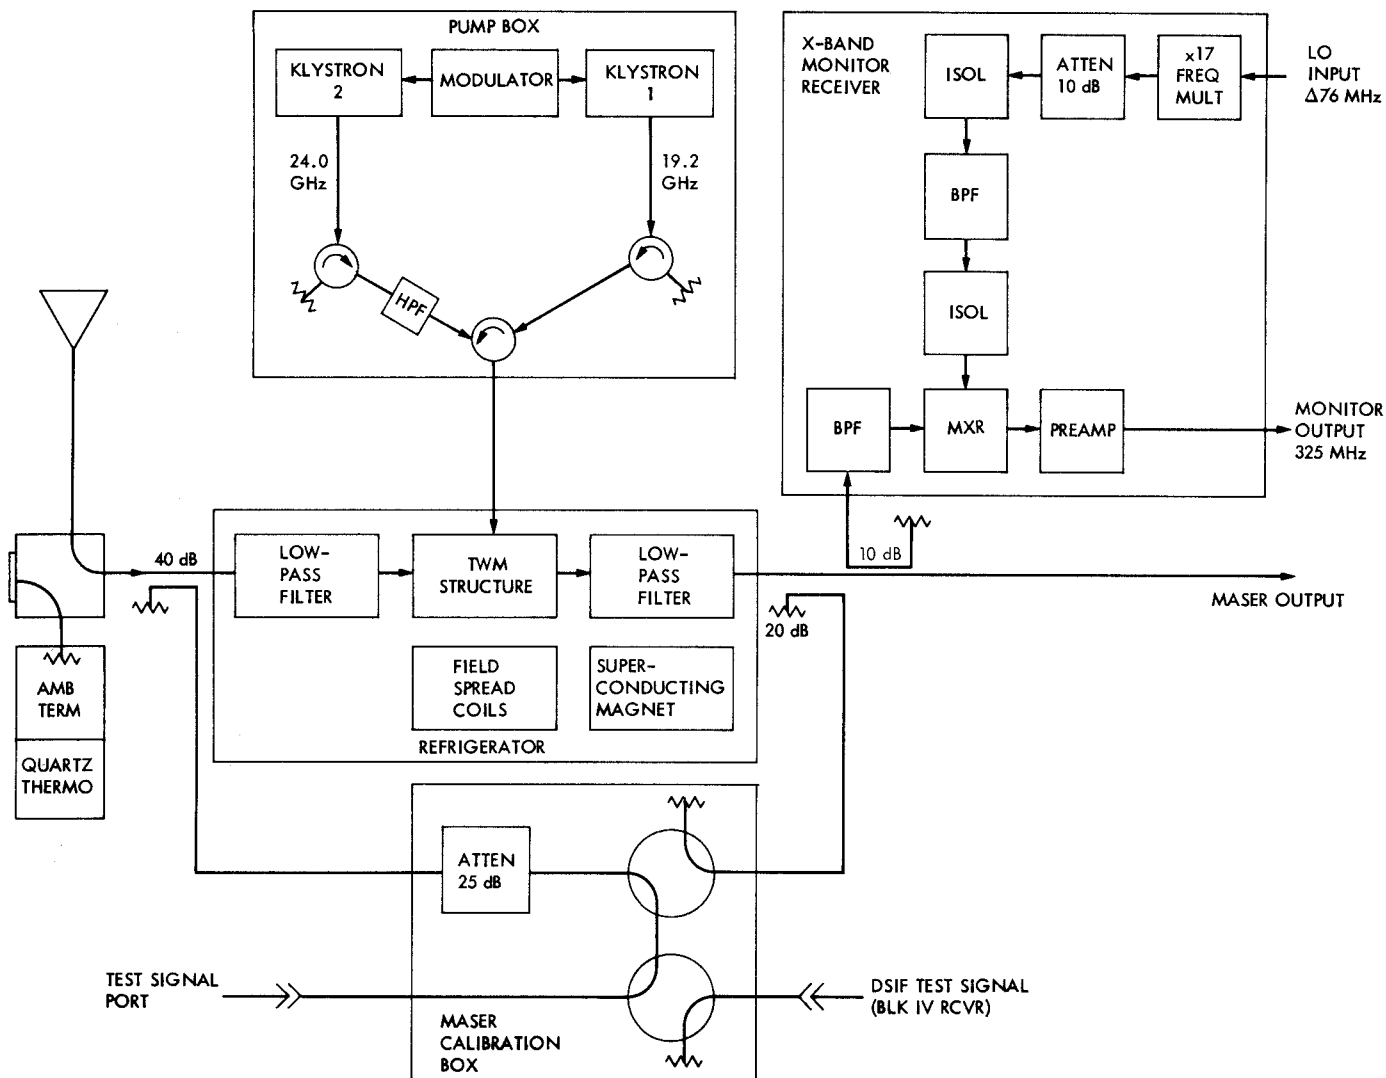 PUMP BOX
KLYSTRON
2
MODULATOR
KLYSTRON
1
24.0
GHz
19.2
GHz
HPF
X-BAND
MONITOR
RECEIVER
ISOL
ATTEN
10 dB
x17
FREQ
MULT
LO
INPUT
Δ76 MHz
BPF
ISOL
BPF
MXR
PREAMP
MONITOR
OUTPUT
325 MHz
10 dB
40 dB
LOW-
PASS
FILTER
TWM
STRUCTURE
LOW-
PASS
FILTER
MASER OUTPUT
20 dB
FIELD
SPREAD
COILS
SUPER-
CONDUCTING
MAGNET
REFRIGERATOR
AMB
TERM
QUARTZ
THERMO
ATTEN
25 dB
TEST SIGNAL
PORT
DSIF TEST SIGNAL
(BLK IV RCVR)
MASER
CALIBRATION
BOX